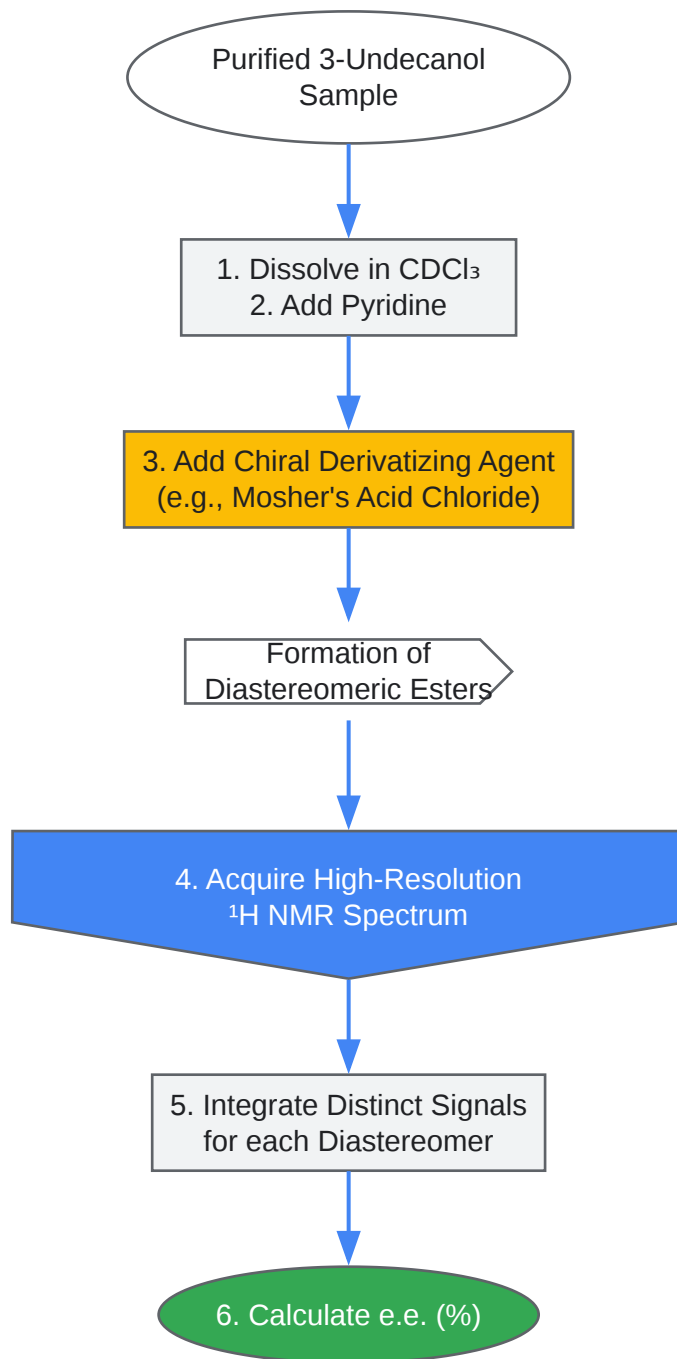 Purified 3-Undecanol
Sample
1. Dissolve in CDCl₃
2. Add Pyridine
3. Add Chiral Derivatizing Agent
(e.g., Mosher's Acid Chloride)
Formation of
Diastereomeric Esters
4. Acquire High-Resolution
¹H NMR Spectrum
5. Integrate Distinct Signals
for each Diastereomer
6. Calculate e.e. (%)